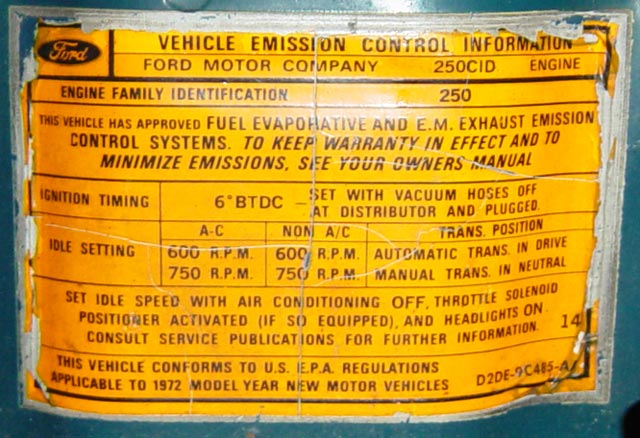 Ford
VEHICLE EMISSION CONTROL INFORMATION
FORD MOTOR COMPANY 250CID ENGINE
ENGINE FAMILY IDENTIFICATION 250
THIS VEHICLE HAS APPROVED FUEL EVAPORATIVE AND E.M. EXHAUST EMISSION
CONTROL SYSTEMS. TO KEEP WARRANTY IN EFFECT AND TO
MINIMIZE EMISSIONS, SEE YOUR OWNERS MANUAL
IGNITION TIMING 6°BTDC – SET WITH VACUUM HOSES OFF
AT DISTRIBUTOR AND PLUGGED.
A-C NON A/C TRANS. POSITION
IDLE SETTING 600 R.P.M. 600 R.P.M. AUTOMATIC TRANS. IN DRIVE
750 R.P.M. 750 R.P.M. MANUAL TRANS. IN NEUTRAL
SET IDLE SPEED WITH AIR CONDITIONING OFF, THROTTLE SOLENOID
POSITIONER ACTIVATED (IF SO EQUIPPED), AND HEADLIGHTS ON
CONSULT SERVICE PUBLICATIONS FOR FURTHER INFORMATION. 14
THIS VEHICLE CONFORMS TO U.S. E.P.A. REGULATIONS
APPLICABLE TO 1972 MODEL YEAR NEW MOTOR VEHICLES D2DE-9C485-A